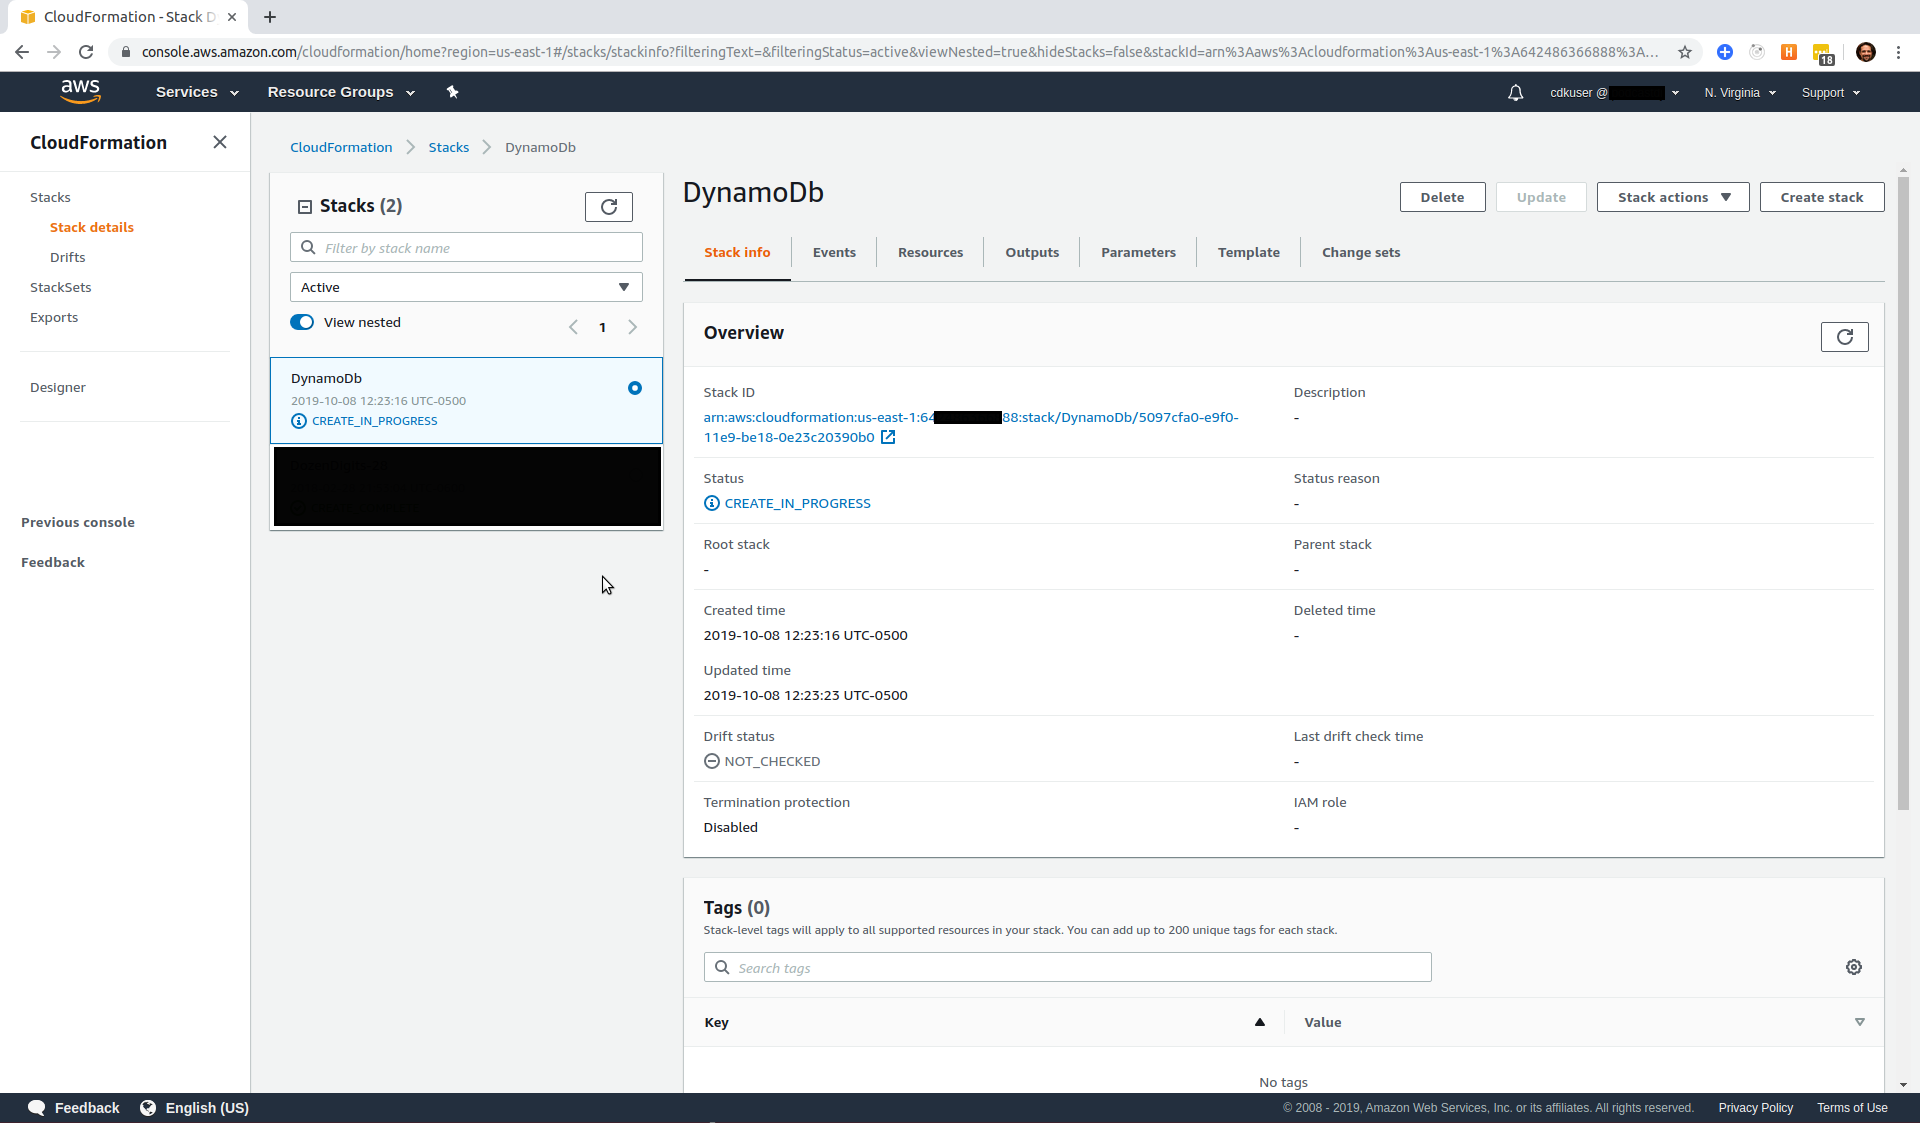 CloudFormation - Stack D
console.aws.amazon.com/cloudformation/home?region=us-east-1#/stacks/stackinfo?filteringText=&filteringStatus=active&viewNested=true&hideStacks=false&stackId=arn%3Aaws%3Acloudformation%3Aus-east-1%3A642486366888%3A...
18
aws
Services
Resource Groups
cdkuser @
N. Virginia
Support
CloudFormation
Stacks
Stack details
Drifts
StackSets
Exports
Designer
Previous console
Feedback
CloudFormation
Stacks
DynamoDb
Stacks (2)
Filter by stack name
Active
View nested
1
DynamoDb
2019-10-08 12:23:16 UTC-0500
CREATE_IN_PROGRESS
DynamoDb
Delete
Update
Stack actions
Create stack
Stack info
Events
Resources
Outputs
Parameters
Template
Change sets
Overview
Stack ID
arn:aws:cloudformation:us-east-1:64 88:stack/DynamoDb/5097cfa0-e9f0-
11e9-be18-0e23c20390b0
Description
-
Status
CREATE_IN_PROGRESS
Status reason
-
Root stack
-
Parent stack
-
Created time
2019-10-08 12:23:16 UTC-0500
Deleted time
-
Updated time
2019-10-08 12:23:23 UTC-0500
Drift status
NOT_CHECKED
Last drift check time
-
Termination protection
Disabled
IAM role
-
Tags (0)
Stack-level tags will apply to all supported resources in your stack. You can add up to 200 unique tags for each stack.
Search tags
Key
Value
No tags
Feedback
English (US)
© 2008 - 2019, Amazon Web Services, Inc. or its affiliates. All rights reserved.
Privacy Policy
Terms of Use